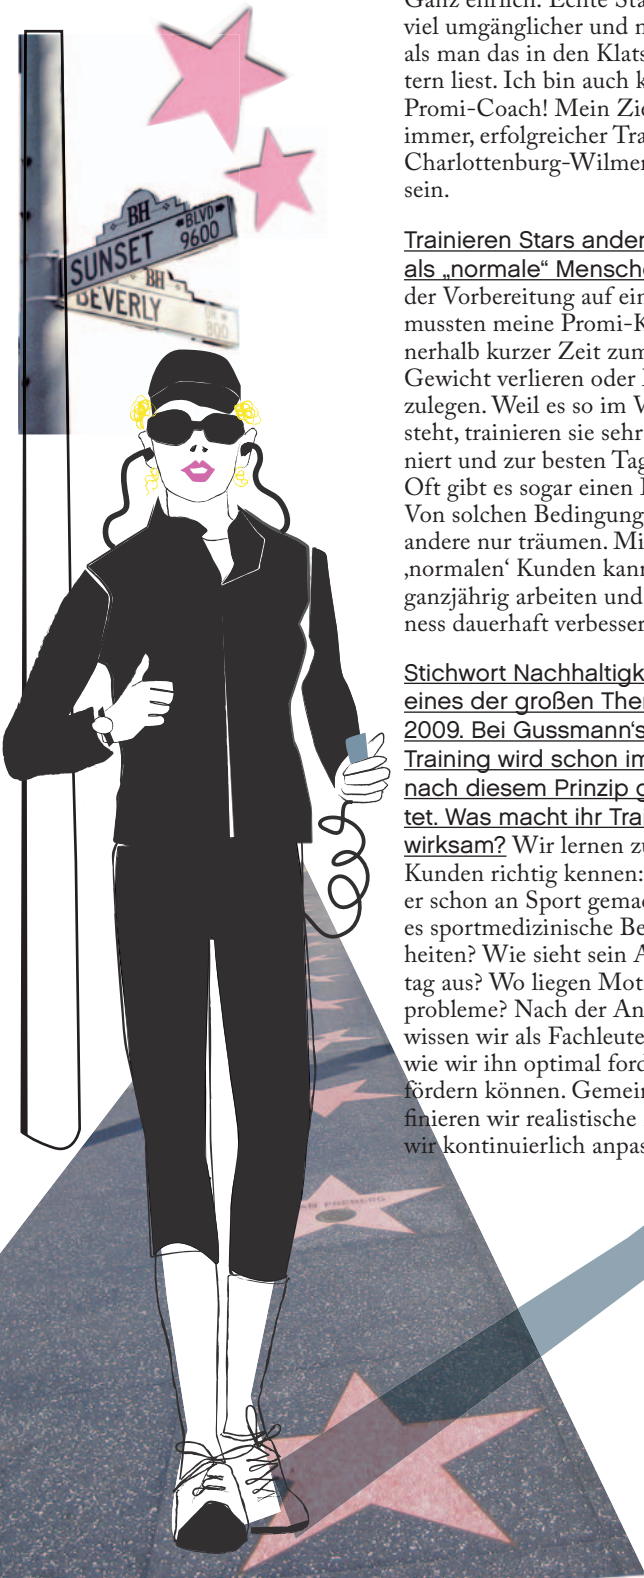 BH
BLVD
SUNSET 9600
BH
BEVERLY DR
800
Ganz ehrlich: Echte Sta
viel umgänglicher und n
als man das in den Klats
tern liest. Ich bin auch k
Promi-Coach! Mein Zie
immer, erfolgreicher Tra
Charlottenburg-Wilmer
sein.
Trainieren Stars ander
als „normale“ Mensche
der Vorbereitung auf ein
mussten meine Promi-K
nerhalb kurzer Zeit zum
Gewicht verlieren oder
zulegen. Weil es so im V
steht, trainieren sie sehr
niert und zur besten Tag
Oft gibt es sogar einen
Von solchen Bedingung
andere nur träumen. Mi
‚normalen‘ Kunden kann
ganzjährig arbeiten und
ness dauerhaft verbesser
Stichwort Nachhaltigk
eines der großen Them
2009. Bei Gussmann‘s
Training wird schon im
nach diesem Prinzip g
tet. Was macht ihr Trai
wirksam? Wir lernen zu
Kunden richtig kennen:
er schon an Sport gemac
es sportmedizinische Be
heiten? Wie sieht sein A
tag aus? Wo liegen Mot
probleme? Nach der An
wissen wir als Fachleute
wie wir ihn optimal ford
fördern können. Gemein
finieren wir realistische
wir kontinuierlich anpas
AN FREBERG